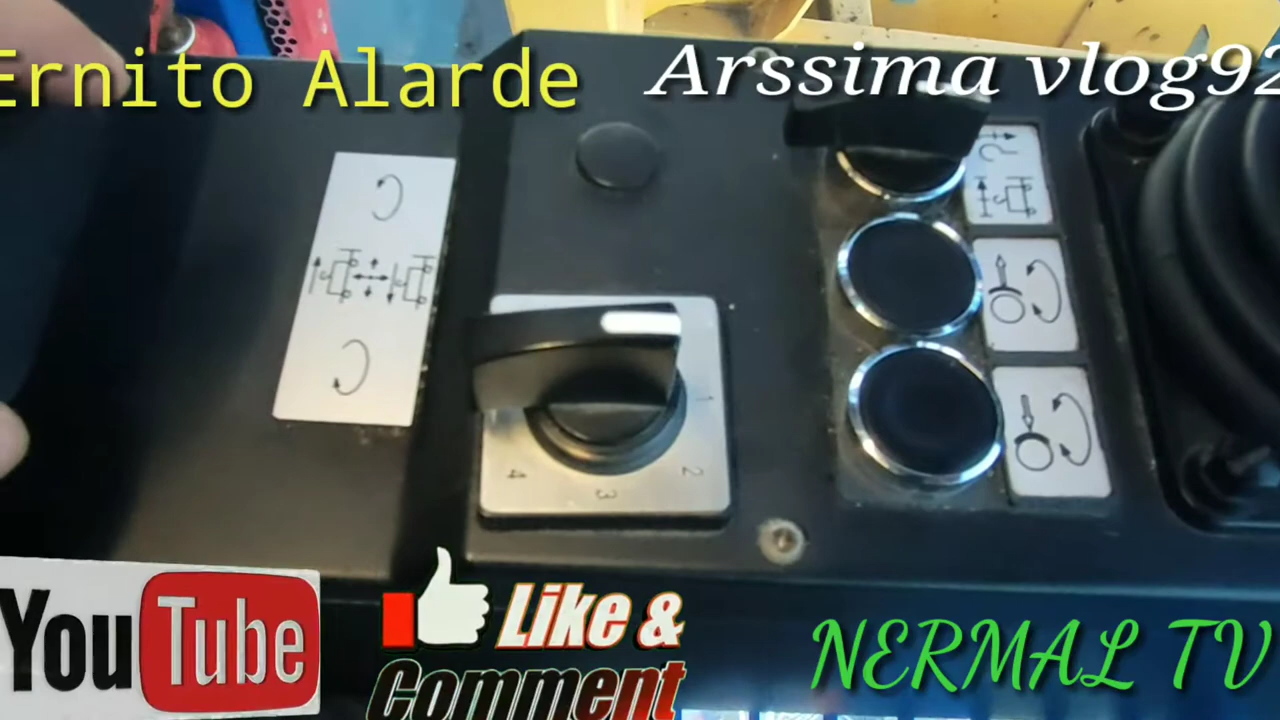 Ernito Alarde
Arssima vlog92
1
2
3
4
YouTube
Like &
Comment
NERMAL TV